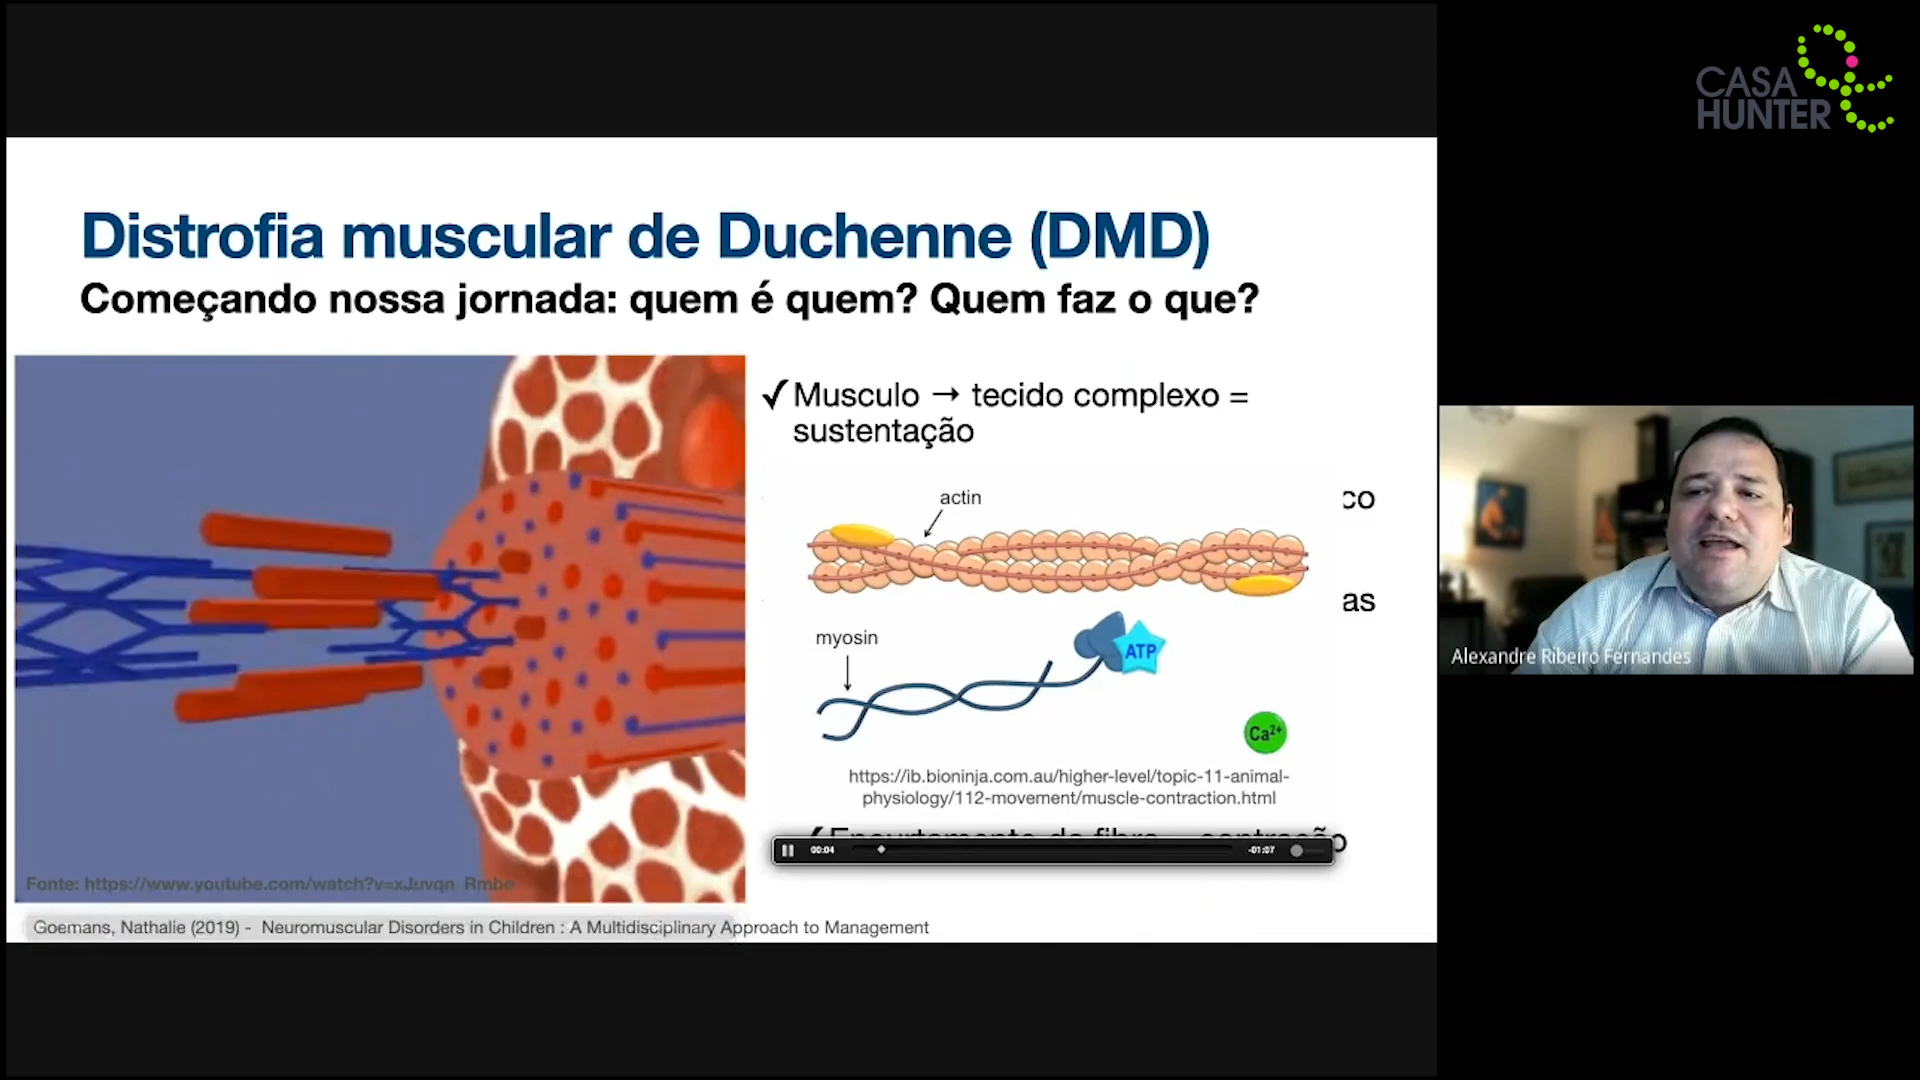 CASA
HUNTER
Distrofia muscular de Duchenne (DMD)
Começando nossa jornada: quem é quem? Quem faz o que?
✓ Musculo → tecido complexo =
sustentação
actin
co
as
myosin
ATP
Ca²⁺
https://ib.bioninja.com.au/higher-level/topic-11-animal-
physiology/112-movement/muscle-contraction.html
00:04
-01:07
Fonte: https://www.youtube.com/watch?v=xJuvqn_Rmbe
Goemans, Nathalie (2019) - Neuromuscular Disorders in Children : A Multidisciplinary Approach to Management
Alexandre Ribeiro Fernandes